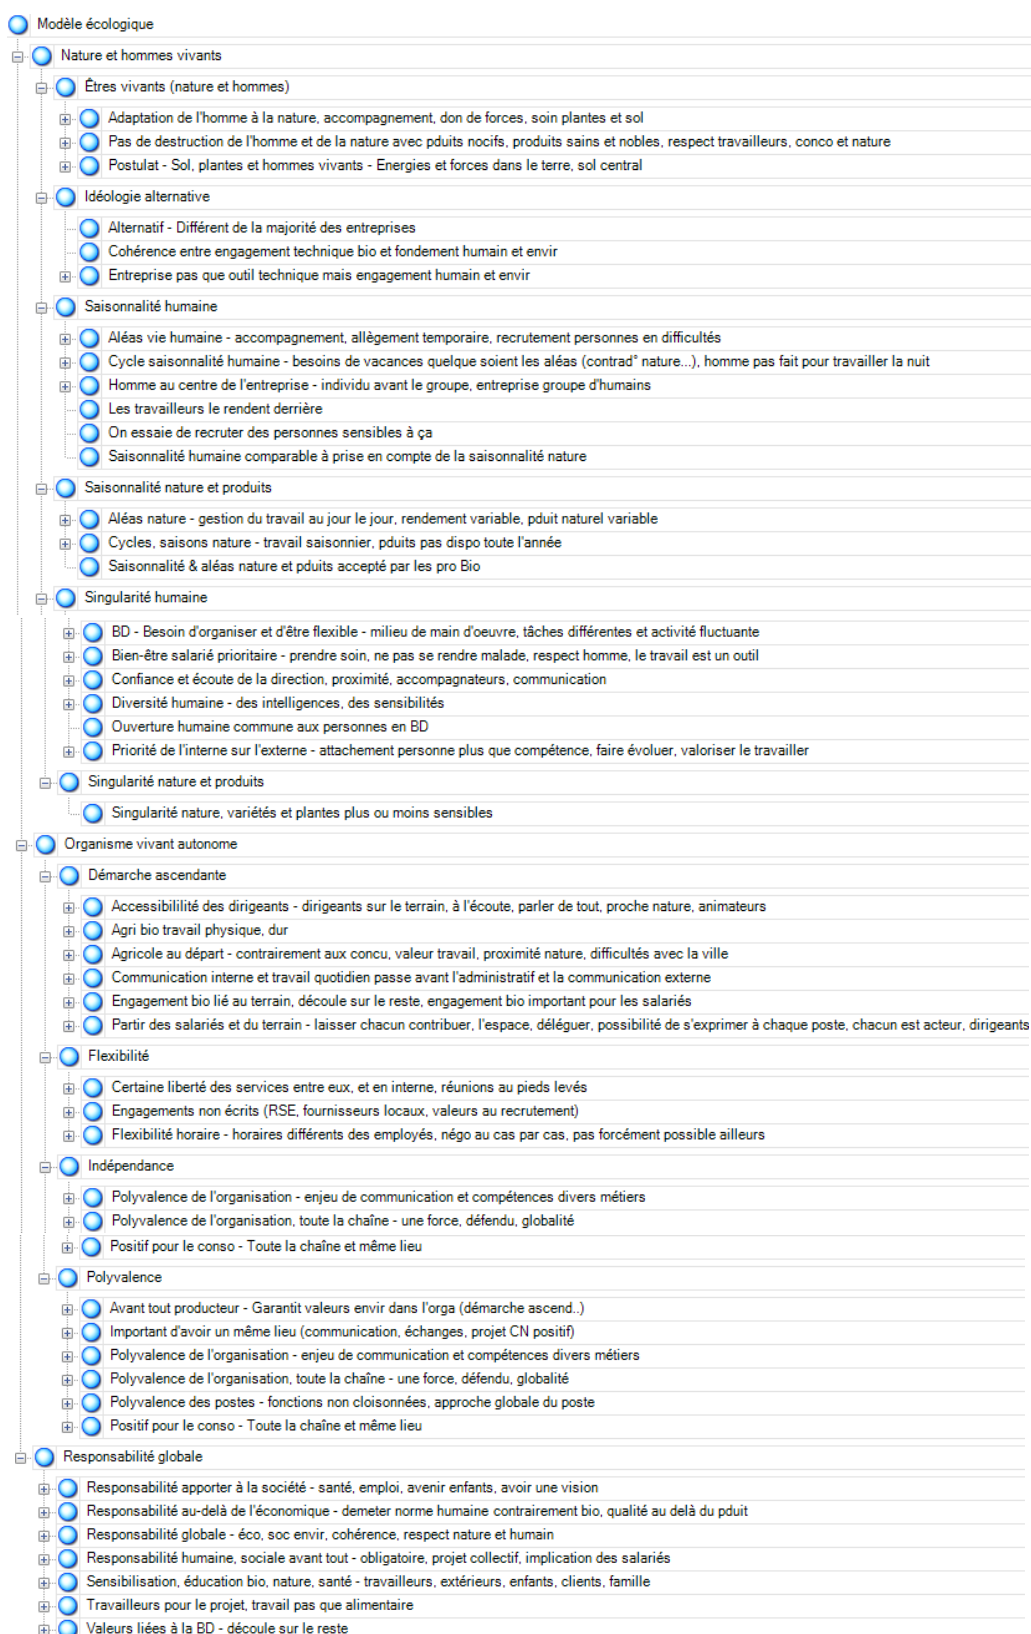 Modèle écologique
Nature et hommes vivants
Êtres vivants (nature et hommes)
Adaptation de l'homme à la nature, accompagnement, don de forces, soin plantes et sol
Pas de destruction de l'homme et de la nature avec pduits nocifs, produits sains et nobles, respect travailleurs, conco et nature
Postulat - Sol, plantes et hommes vivants - Energies et forces dans le terre, sol central
Idéologie alternative
Alternatif - Différent de la majorité des entreprises
Cohérence entre engagement technique bio et fondement humain et envir
Entreprise pas que outil technique mais engagement humain et envir
Saisonnalité humaine
Aléas vie humaine - accompagnement, allègement temporaire, recrutement personnes en difficultés
Cycle saisonnalité humaine - besoins de vacances quelque soient les aléas (contrad° nature...), homme pas fait pour travailler la nuit
Homme au centre de l'entreprise - individu avant le groupe, entreprise groupe d'humains
Les travailleurs le rendent derrière
On essaie de recruter des personnes sensibles à ça
Saisonnalité humaine comparable à prise en compte de la saisonnalité nature
Saisonnalité nature et produits
Aléas nature - gestion du travail au jour le jour, rendement variable, pduit naturel variable
Cycles, saisons nature - travail saisonnier, pduits pas dispo toute l'année
Saisonnalité & aléas nature et pduits accepté par les pro Bio
Singularité humaine
BD - Besoin d'organiser et d'être flexible - milieu de main d'oeuvre, tâches différentes et activité fluctuante
Bien-être salarié prioritaire - prendre soin, ne pas se rendre malade, respect homme, le travail est un outil
Confiance et écoute de la direction, proximité, accompagnateurs, communication
Diversité humaine - des intelligences, des sensibilités
Ouverture humaine commune aux personnes en BD
Priorité de l'interne sur l'externe - attachement personne plus que compétence, faire évoluer, valoriser le travailler
Singularité nature et produits
Singularité nature, variétés et plantes plus ou moins sensibles
Organisme vivant autonome
Démarche ascendante
Accessibililité des dirigeants - dirigeants sur le terrain, à l'écoute, parler de tout, proche nature, animateurs
Agri bio travail physique, dur
Agricole au départ - contrairement aux concu, valeur travail, proximité nature, difficultés avec la ville
Communication interne et travail quotidien passe avant l'administratif et la communication externe
Engagement bio lié au terrain, découle sur le reste, engagement bio important pour les salariés
Partir des salariés et du terrain - laisser chacun contribuer, l'espace, déléguer, possibilité de s'exprimer à chaque poste, chacun est acteur, dirigeants
Flexibilité
Certaine liberté des services entre eux, et en interne, réunions au pieds levés
Engagements non écrits (RSE, fournisseurs locaux, valeurs au recrutement)
Flexibilité horaire - horaires différents des employés, négo au cas par cas, pas forcément possible ailleurs
Indépendance
Polyvalence de l'organisation - enjeu de communication et compétences divers métiers
Polyvalence de l'organisation, toute la chaîne - une force, défendu, globalité
Positif pour le conso - Toute la chaîne et même lieu
Polyvalence
Avant tout producteur - Garantit valeurs envir dans l'orga (démarche ascend..)
Important d'avoir un même lieu (communication, échanges, projet CN positif)
Polyvalence de l'organisation - enjeu de communication et compétences divers métiers
Polyvalence de l'organisation, toute la chaîne - une force, défendu, globalité
Polyvalence des postes - fonctions non cloisonnées, approche globale du poste
Positif pour le conso - Toute la chaîne et même lieu
Responsabilité globale
Responsabilité apporter à la société - santé, emploi, avenir enfants, avoir une vision
Responsabilité au-delà de l'économique - demeter norme humaine contrairement bio, qualité au delà du pduit
Responsabilité globale - éco, soc envir, cohérence, respect nature et humain
Responsabilité humaine, sociale avant tout - obligatoire, projet collectif, implication des salariés
Sensibilisation, éducation bio, nature, santé - travailleurs, extérieurs, enfants, clients, famille
Travailleurs pour le projet, travail pas que alimentaire
Valeurs liées à la BD - découle sur le reste